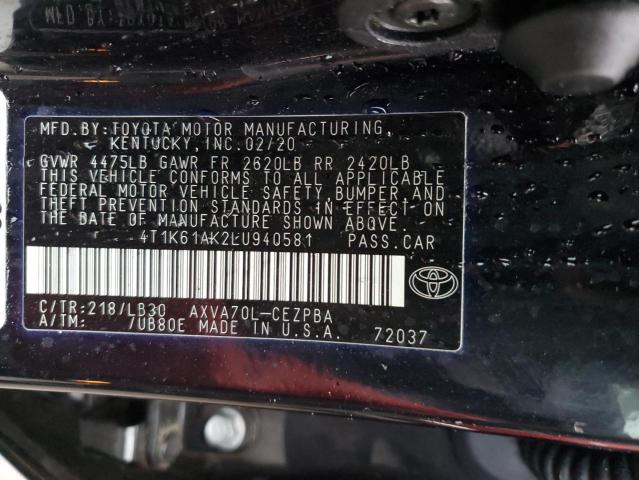 MFD.BY:TOYOTA MOTOR MANUFACTURING,
KENTUCKY,INC.02/20
GVWR 4475LB GAWR FR 2620LB RR 2420LB
THIS VEHICLE CONFORMS TO ALL APPLICABLE
FEDERAL MOTOR VEHICLE SAFETY,BUMPER AND
THEFT PREVENTION STANDARDS IN EFFECT ON
THE DATE OF MANUFACTURE SHOWN ABOVE.
4T1K61AK2LU940581 PASS.CAR
C/TR:218/LB30 AXVA70L-CEZPBA
A/TM: /UB80E MADE IN U.S.A. 72037